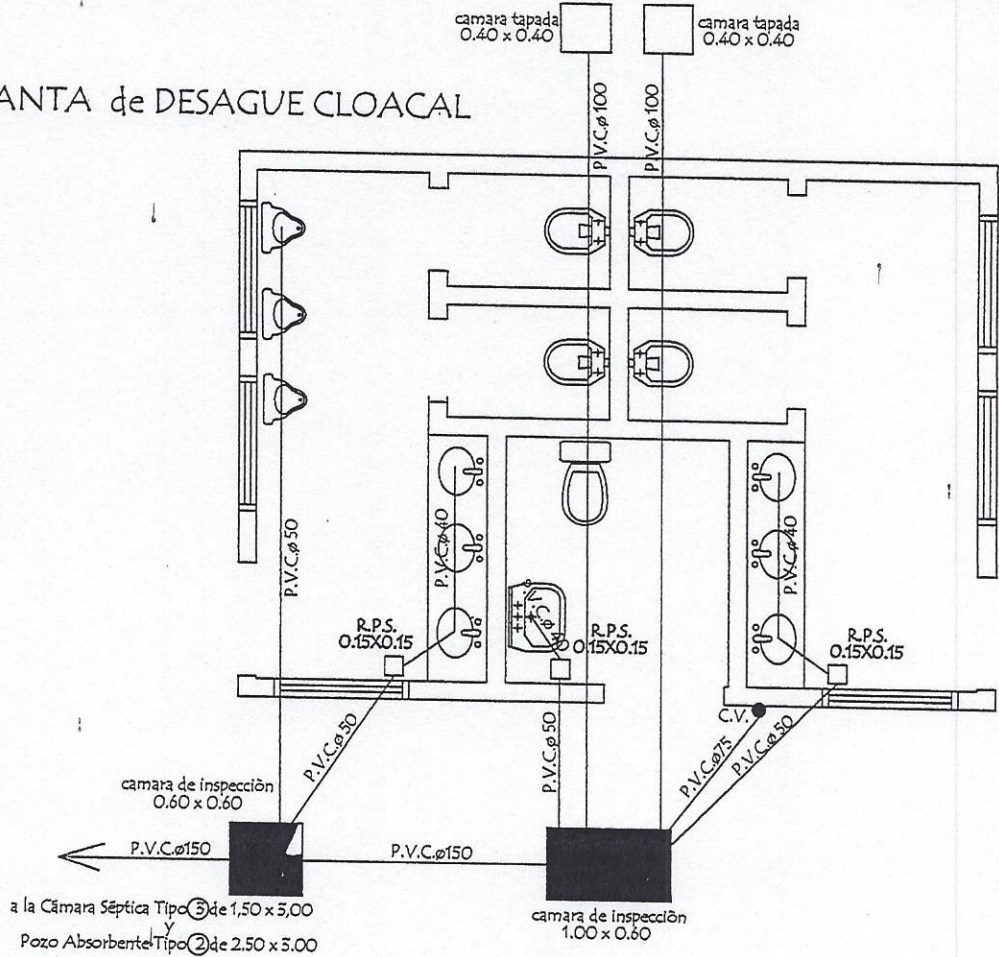 camara tapada
0.40 x 0.40
camara tapada
0.40 x 0.40
ANTA de DESAGUE CLOACAL
P.V.C.ø100
P.V.C.ø100
P.V.C.ø50
P.V.C.ø40
P.V.C.ø40
R.P.S.
0.15X0.15
R.P.S.
0.15X0.15
R.P.S.
0.15X0.15
C.V.
P.V.C.ø50
P.V.C.ø50
P.V.C.ø75
P.V.C.ø50
camara de inspecciòn
0.60 x 0.60
P.V.C.ø150
P.V.C.ø150
a la Cámara Séptica Tipo 3 de 1,50 x 3,00
y
Pozo Absorbente Tipo 2 de 2.50 x 3.00
camara de inspecciòn
1.00 x 0.60